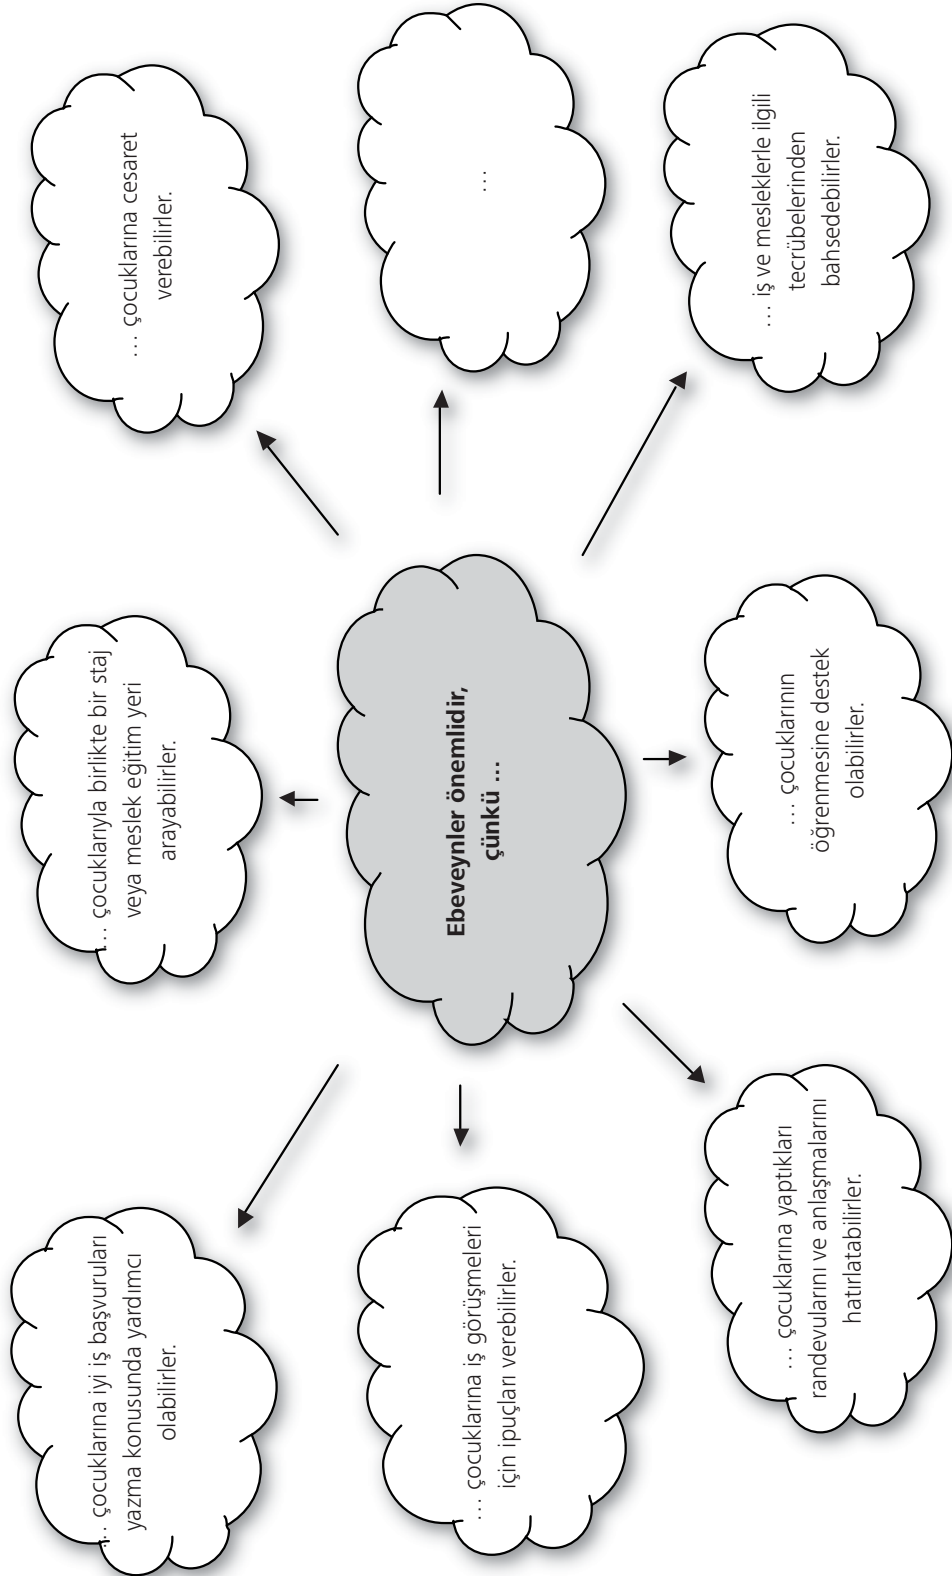 … çocuklarına iyi iş başvuruları
yazma konusunda yardımcı
olabilirler.
… çocuklarıyla birlikte bir staj
veya meslek eğitim yeri
arayabilirler.
… çocuklarına cesaret
verebilirler.
… çocuklarına iş görüşmeleri
için ipuçları verebilirler.
Ebeveynler önemlidir,
çünkü …
…
… çocuklarına yaptıkları
randevularını ve anlaşmalarını
hatırlatabilirler.
… çocuklarının
öğrenmesine destek
olabilirler.
… iş ve mesleklerle ilgili
tecrübelerinden
bahsedebilirler.